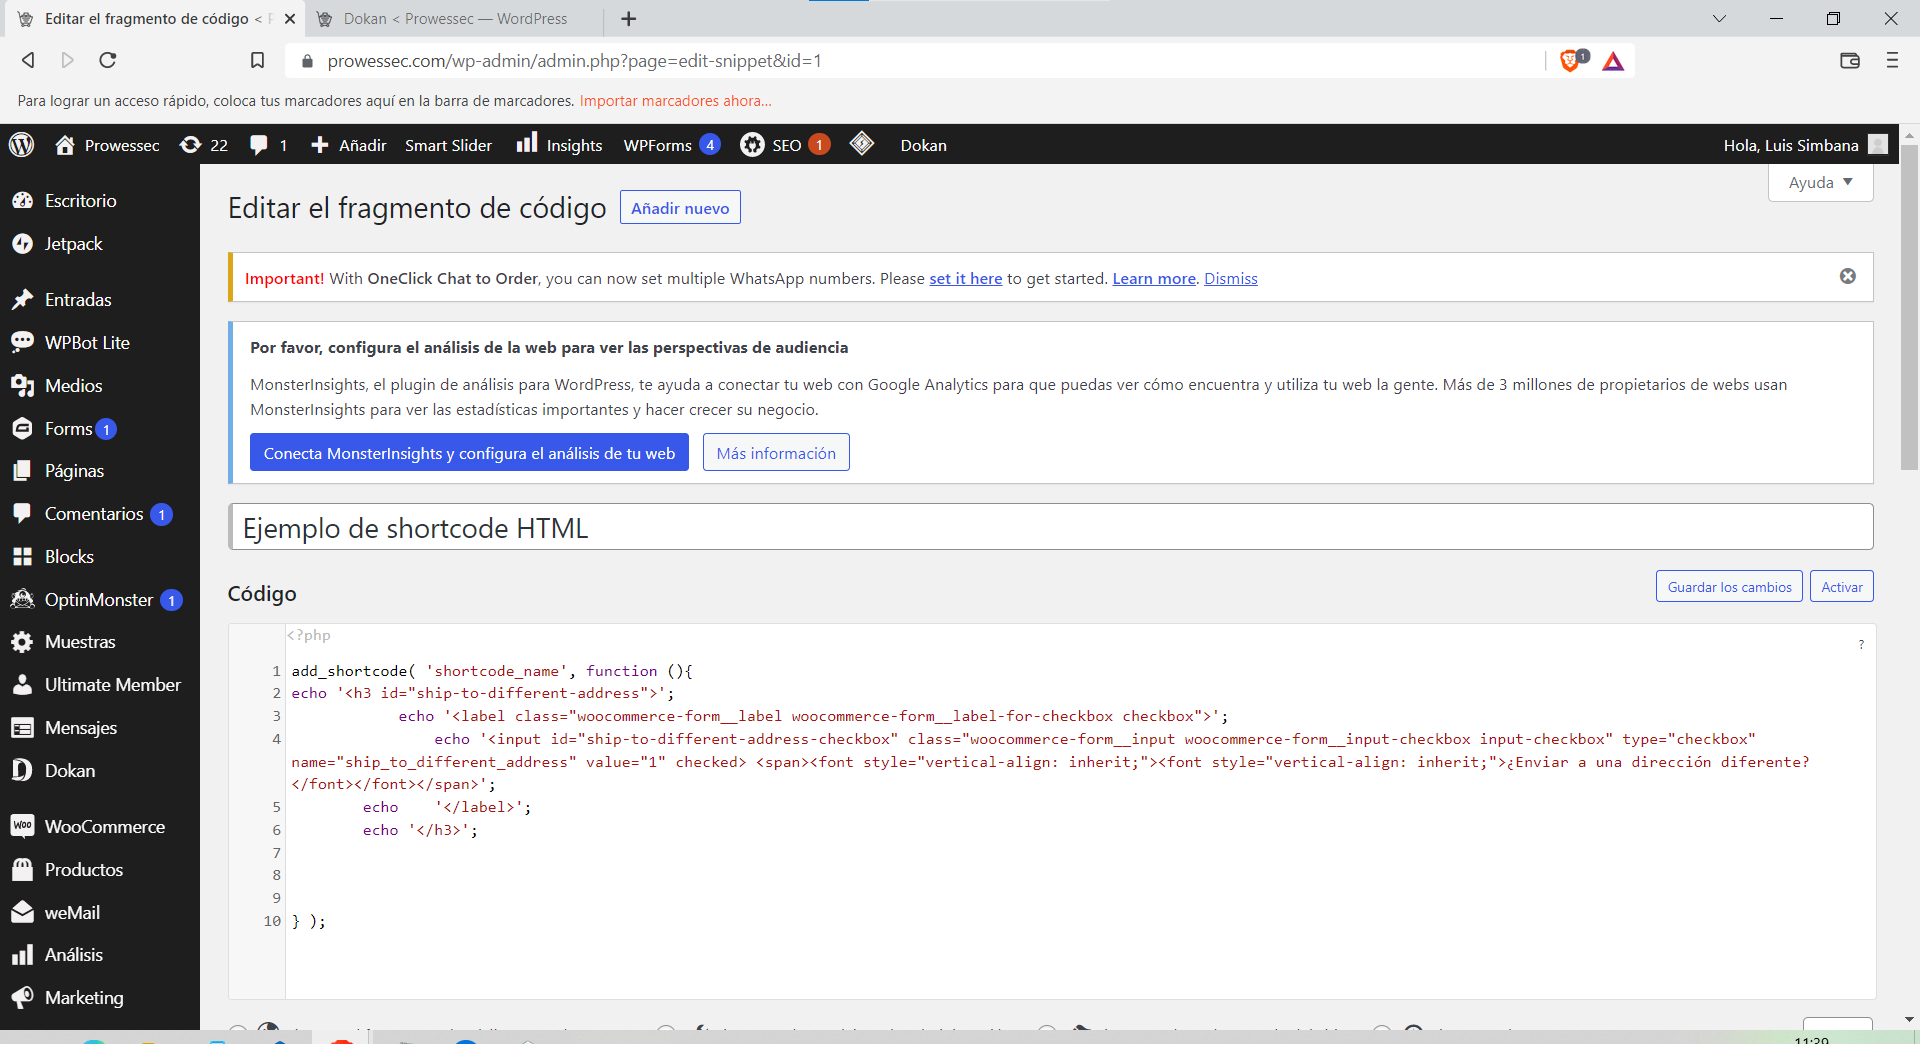 Editar el fragmento de código < P
Dokan < Prowessec — WordPress
prowessec.com/wp-admin/admin.php?page=edit-snippet&id=1
1
Para lograr un acceso rápido, coloca tus marcadores aquí en la barra de marcadores. Importar marcadores ahora...
Prowessec 22 1 Añadir Smart Slider Insights WPForms 4 SEO 1 Dokan Hola, Luis Simbana
Ayuda
Escritorio
Jetpack
Entradas
WPBot Lite
Medios
Forms 1
Páginas
Comentarios 1
Blocks
OptinMonster 1
Muestras
Ultimate Member
Mensajes
Dokan
WooCommerce
Productos
weMail
Análisis
Marketing
Editar el fragmento de código Añadir nuevo
Important! With OneClick Chat to Order, you can now set multiple WhatsApp numbers. Please set it here to get started. Learn more. Dismiss
Por favor, configura el análisis de la web para ver las perspectivas de audiencia
MonsterInsights, el plugin de análisis para WordPress, te ayuda a conectar tu web con Google Analytics para que puedas ver cómo encuentra y utiliza tu web la gente. Más de 3 millones de propietarios de webs usan
MonsterInsights para ver las estadísticas importantes y hacer crecer su negocio.
Conecta MonsterInsights y configura el análisis de tu web Más información
Ejemplo de shortcode HTML
Código Guardar los cambios Activar
<?php
?
1 add_shortcode( 'shortcode_name', function (){
2 echo '<h3 id="ship-to-different-address">';
3 echo '<label class="woocommerce-form__label woocommerce-form__label-for-checkbox checkbox">';
4 echo '<input id="ship-to-different-address-checkbox" class="woocommerce-form__input woocommerce-form__input-checkbox input-checkbox" type="checkbox"
name="ship_to_different_address" value="1" checked> <span><font style="vertical-align: inherit;"><font style="vertical-align: inherit;">¿Enviar a una dirección diferente?
</font></font></span>';
5 echo '</label>';
6 echo '</h3>';
7
8
9
10 } );
11:39